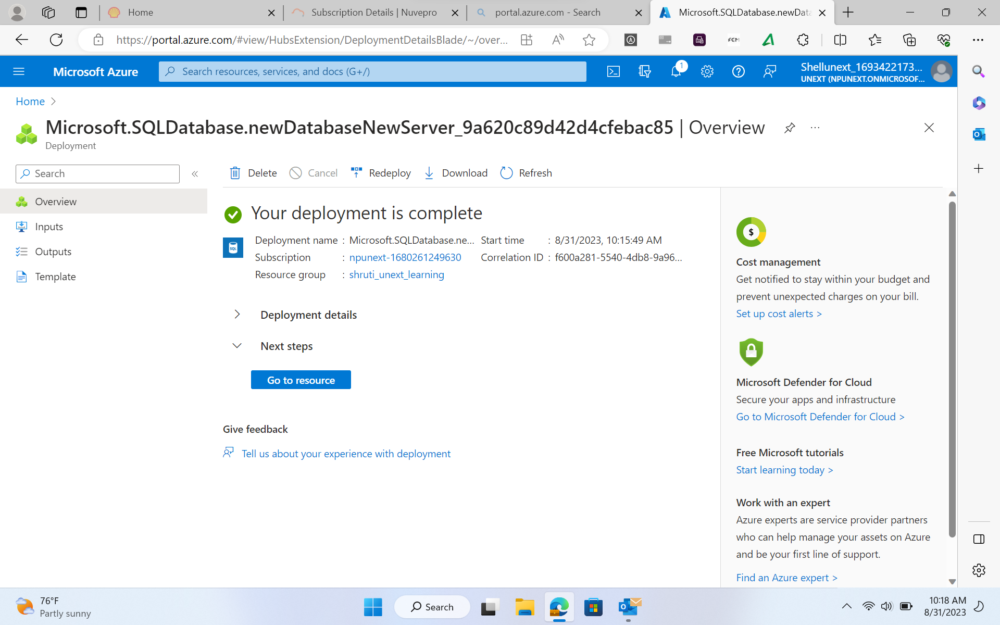 Home
Subscription Details | Nuvepro
portal.azure.com - Search
Microsoft.SQLDatabase.newData
https://portal.azure.com/#view/HubsExtension/DeploymentDetailsBlade/~/over...
FCM
Microsoft Azure
Search resources, services, and docs (G+/)
1
Shellunext_1693422173...
UNEXT (NPUNEXT.ONMICROSOF...
Home
Microsoft.SQLDatabase.newDatabaseNewServer_9a620c89d42d4cfebac85 | Overview
Deployment
Search
Delete
Cancel
Redeploy
Download
Refresh
Overview
Inputs
Outputs
Template
Your deployment is complete
SQL
Deployment name : Microsoft.SQLDatabase.ne...
Start time : 8/31/2023, 10:15:49 AM
Subscription : npunext-1680261249630
Correlation ID : f600a281-5540-4db8-9a96...
Resource group : shruti_unext_learning
Deployment details
Next steps
Go to resource
Give feedback
Tell us about your experience with deployment
$
Cost management
Get notified to stay within your budget and
prevent unexpected charges on your bill.
Set up cost alerts >
Microsoft Defender for Cloud
Secure your apps and infrastructure
Go to Microsoft Defender for Cloud >
Free Microsoft tutorials
Start learning today >
Work with an expert
Azure experts are service provider partners
who can help manage your assets on Azure
and be your first line of support.
Find an Azure expert >
76°F
Partly sunny
Search
10:18 AM
8/31/2023